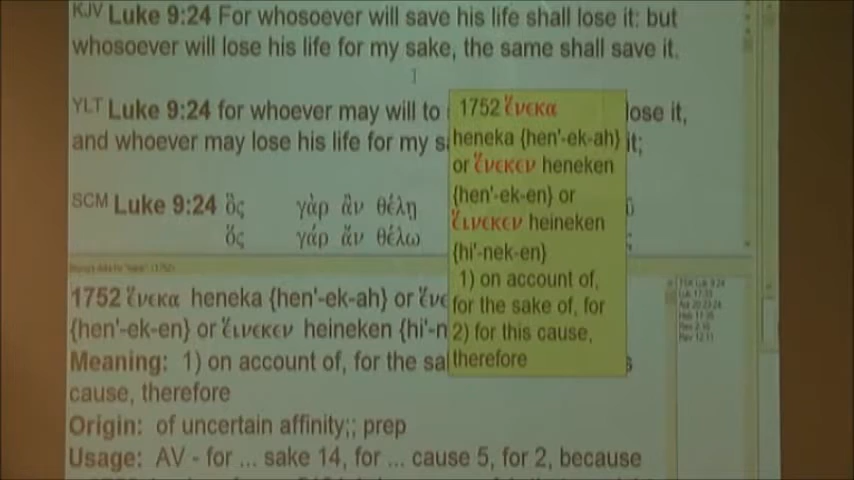 KJV Luke 9:24 For whosoever will save his life shall lose it: but
whosoever will lose his life for my sake, the same shall save it.
YLT Luke 9:24 for whoever may will to lose it,
and whoever may lose his life for my s it;
SCM Luke 9:24 ὃς γὰρ ἂν θέλῃ
ὅς γάρ ἄν θέλω
1752 ἕνεκα
heneka {hen'-ek-ah}
or ἕνεκεν heneken
{hen'-ek-en} or
εἵνεκεν heineken
{hi'-nek-en}
1) on account of,
for the sake of, for
2) for this cause,
therefore
1752 ἕνεκα heneka {hen'-ek-ah} or ἕνε
{hen'-ek-en} or εἵνεκεν heineken {hi'-n
Meaning: 1) on account of, for the sa s
cause, therefore
Origin: of uncertain affinity;; prep
Usage: AV - for ... sake 14, for ... cause 5, for 2, because